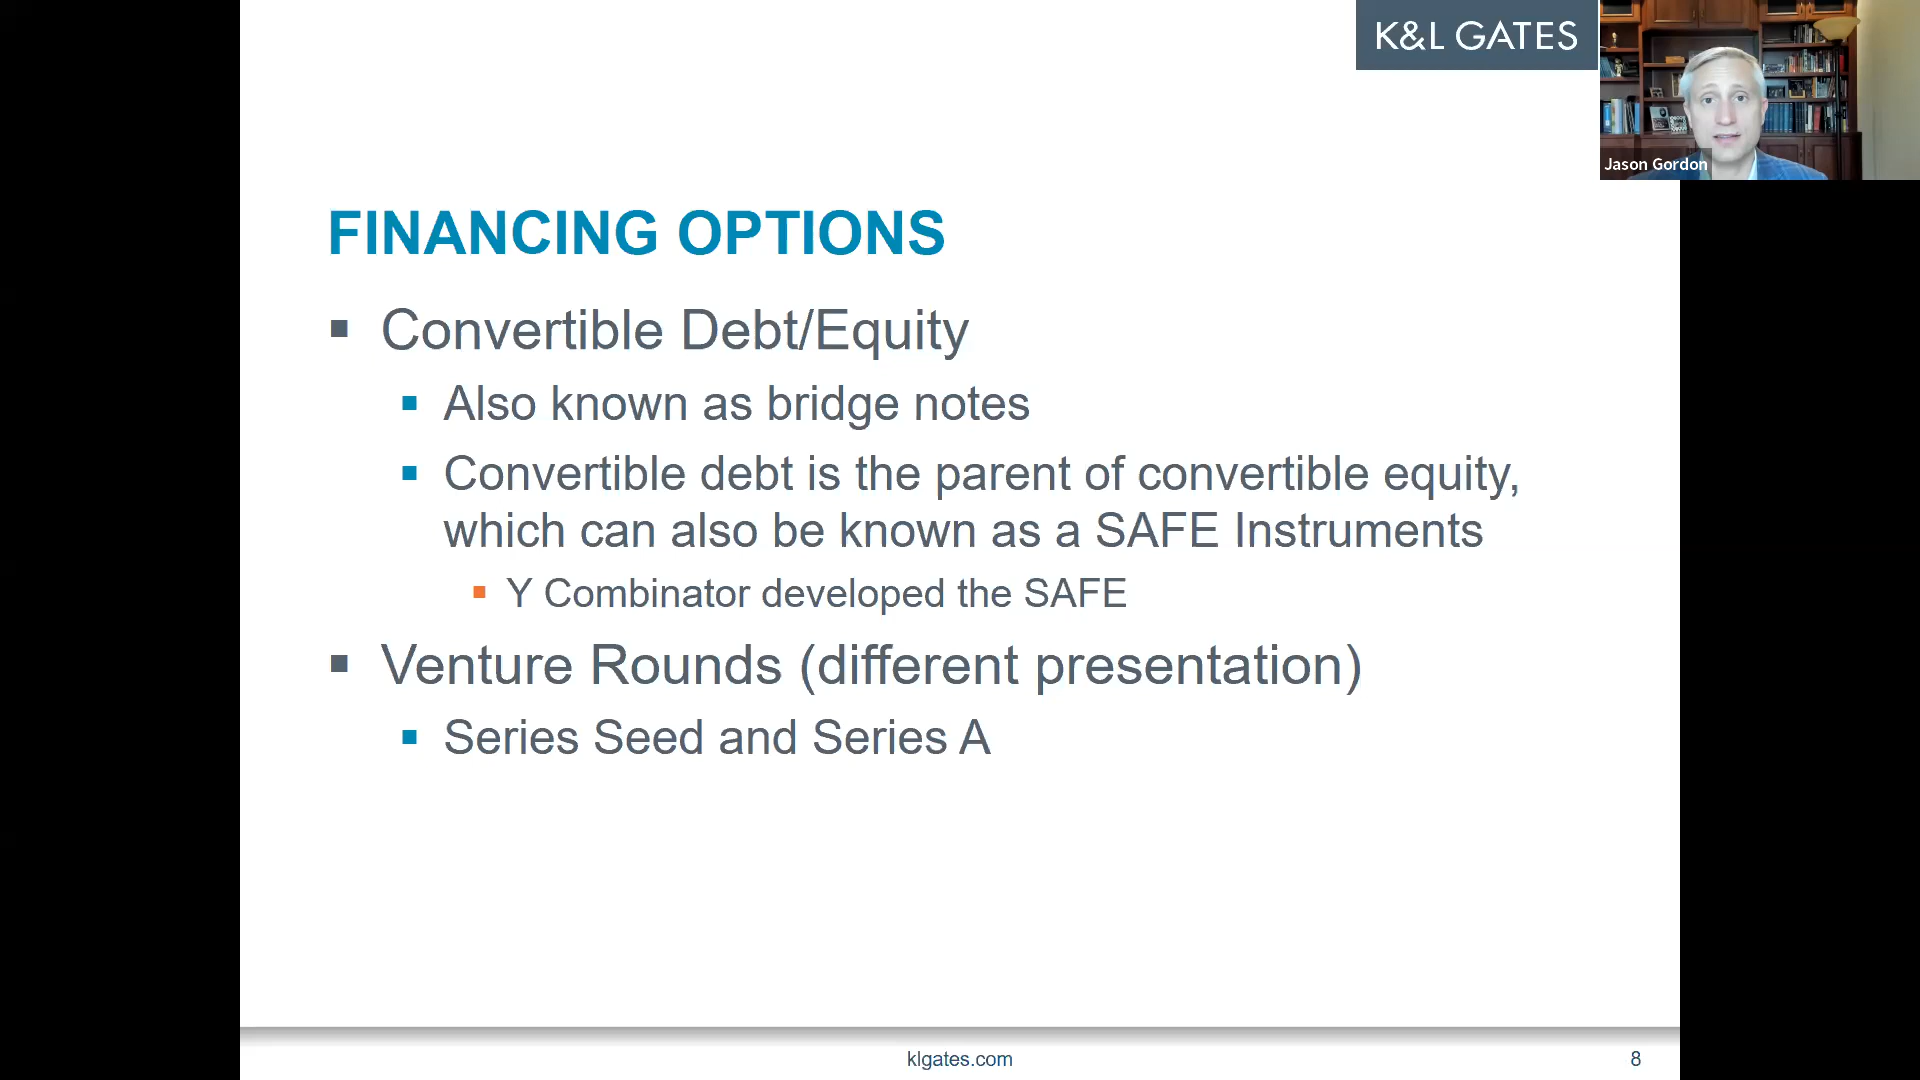 K&L GATES
Jason Gordon
FINANCING OPTIONS
Convertible Debt/Equity
Also known as bridge notes
Convertible debt is the parent of convertible equity,
which can also be known as a SAFE Instruments
Y Combinator developed the SAFE
Venture Rounds (different presentation)
Series Seed and Series A
klgates.com
8